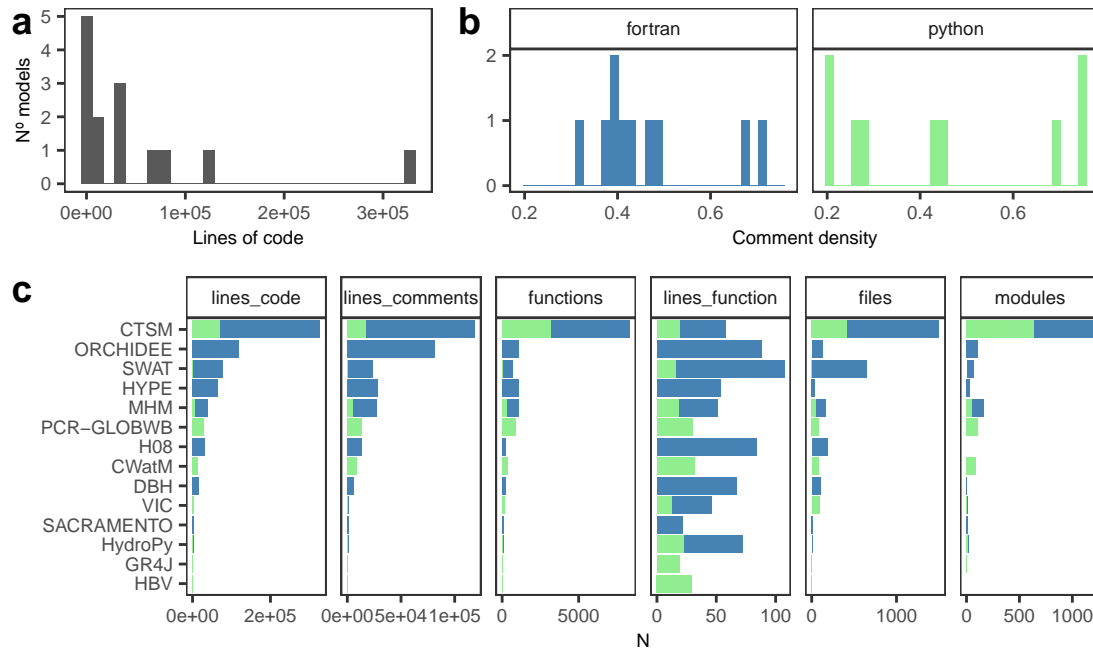 a
5
4
3
2
1
0
Nº models
0e+00
1e+05
2e+05
3e+05
Lines of code
b
fortran
python
2
1
0
0.2
0.4
0.6
0.2
0.4
0.6
Comment density
c
lines_code
lines_comments
functions
lines_function
files
modules
CTSM
ORCHIDEE
SWAT
HYPE
MHM
PCR−GLOBWB
H08
CWatM
DBH
VIC
SACRAMENTO
HydroPy
GR4J
HBV
0e+00
2e+05
0e+005e+041e+05
0
5000
0
50
100
0
1000
0
500
1000
N